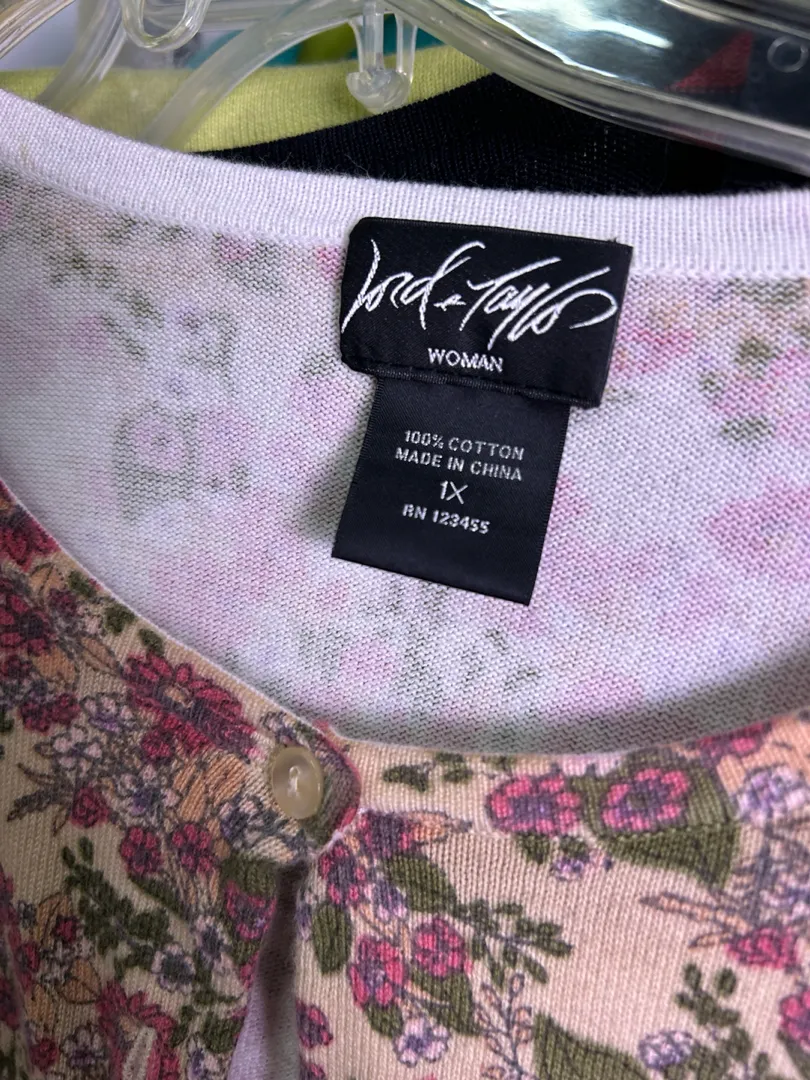 Lord & Taylor
WOMAN
100% COTTON
MADE IN CHINA
1X
RN 123455